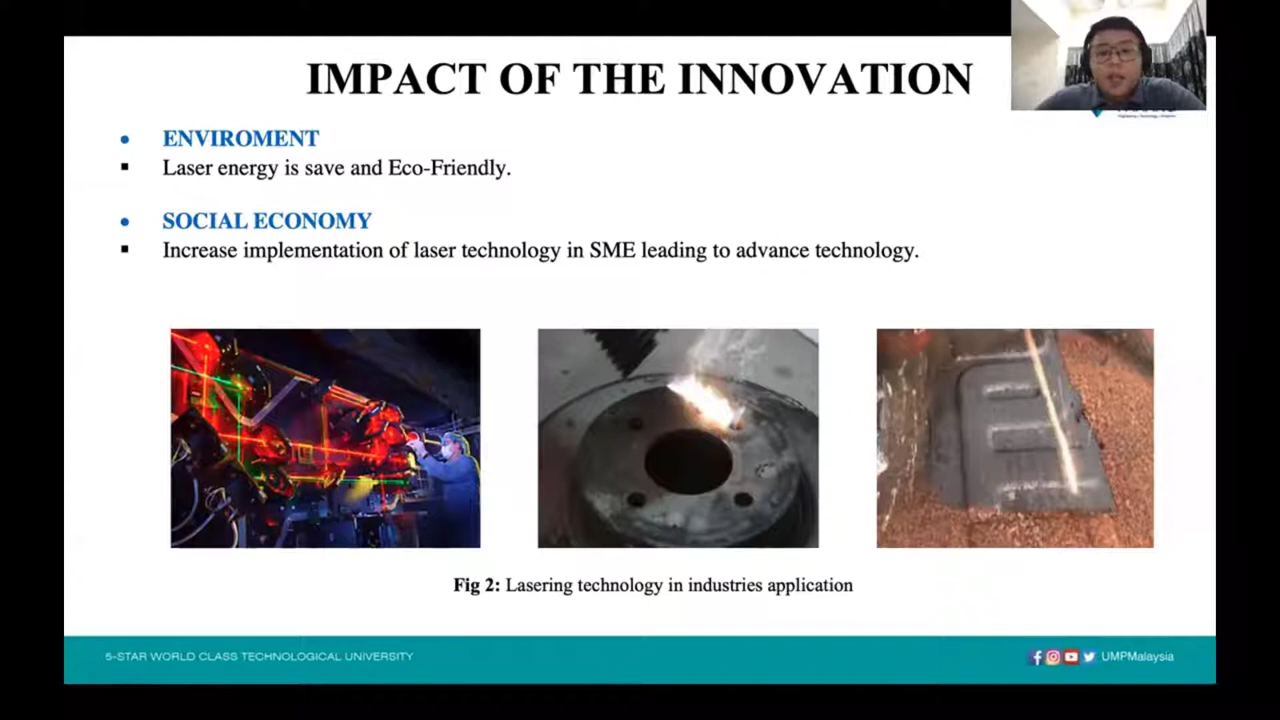 IMPACT OF THE INNOVATION
• ENVIROMENT
▪ Laser energy is save and Eco-Friendly.
• SOCIAL ECONOMY
▪ Increase implementation of laser technology in SME leading to advance technology.
Fig 2: Lasering technology in industries application
5-STAR WORLD CLASS TECHNOLOGICAL UNIVERSITY
UMPMalaysia